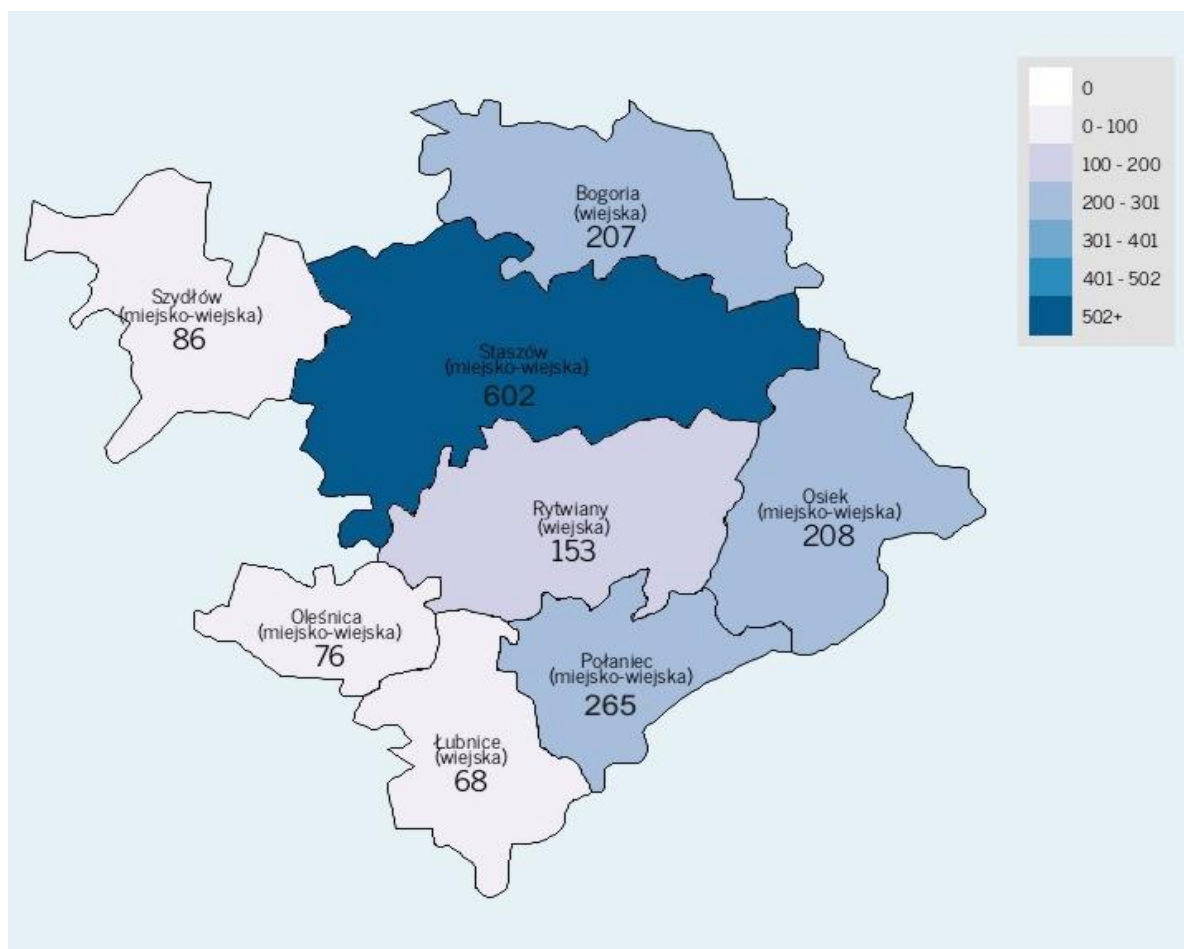 0
0 - 100
100 - 200
200 - 301
301 - 401
401 - 502
502+
Bogoria
(wiejska)
207
Szydłów
(miejsko-wiejska)
86
Staszów
(miejsko-wiejska)
602
Osiek
(miejsko-wiejska)
208
Rytwiany
(wiejska)
153
Oleśnica
(miejsko-wiejska)
76
Połaniec
(miejsko-wiejska)
265
Łubnice
(wiejska)
68